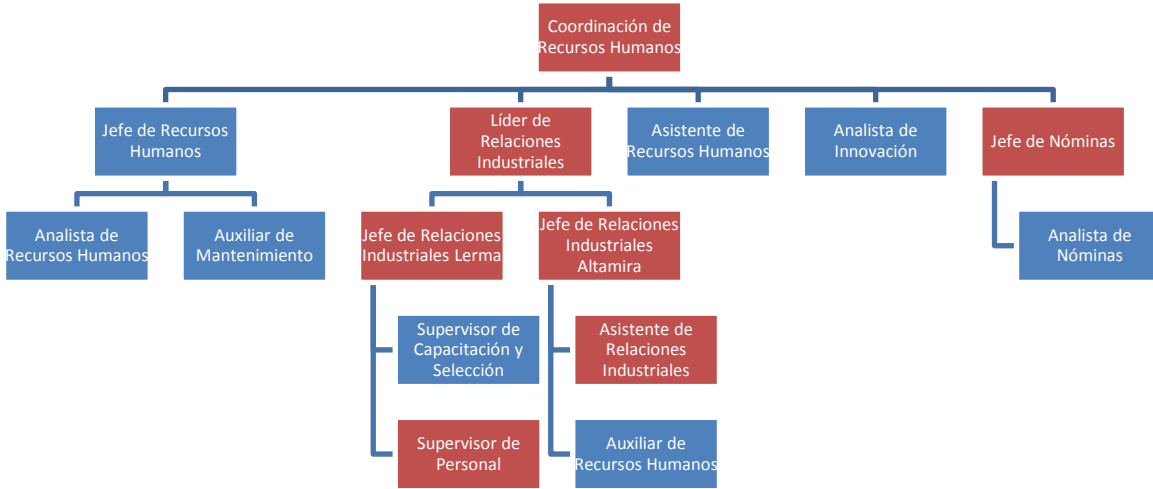 Coordinación de
Recursos Humanos
Jefe de Recursos
Humanos
Líder de
Relaciones
Industriales
Asistente de
Recursos Humanos
Analista de
Innovación
Jefe de Nóminas
Analista de
Recursos Humanos
Auxiliar de
Mantenimiento
Jefe de Relaciones
Industriales Lerma
Jefe de Relaciones
Industriales
Altamira
Analista de
Nóminas
Supervisor de
Capacitación y
Selección
Asistente de
Relaciones
Industriales
Supervisor de
Personal
Auxiliar de
Recursos Humanos